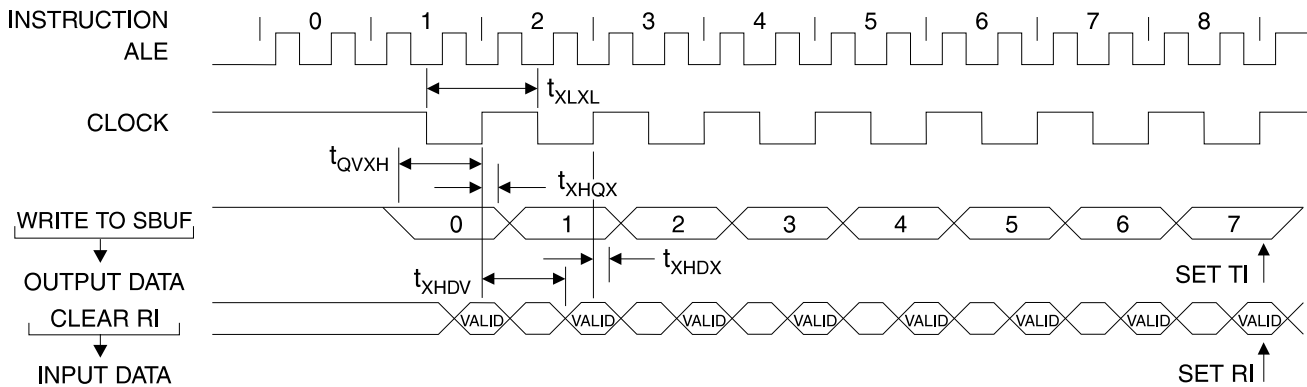 INSTRUCTION 0 1 2 3 4 5 6 7 8
ALE
tXLXL
CLOCK
tQVXH
tXHQX
WRITE TO SBUF 0 1 2 3 4 5 6 7
tXHDX
OUTPUT DATA SET TI
tXHDV
CLEAR RI VALID VALID VALID VALID VALID VALID VALID VALID
INPUT DATA SET RI